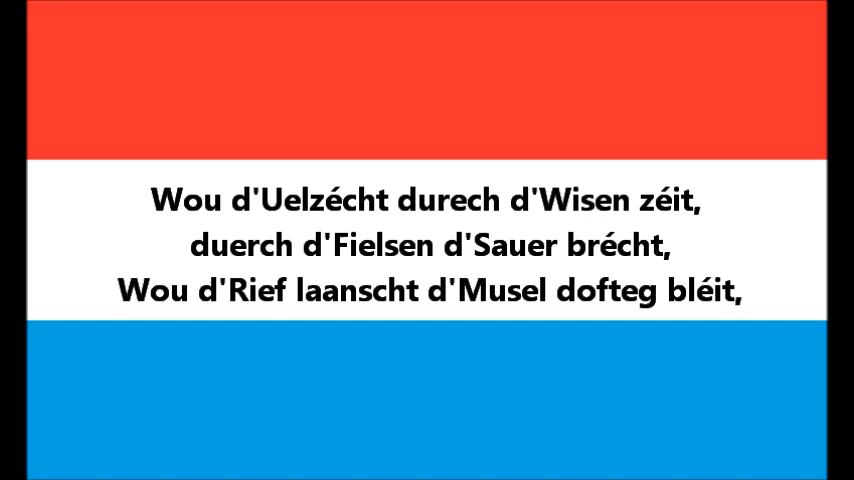 Wou d'Uelzécht durech d'Wisen zéit,
duerch d'Fielsen d'Sauer brécht,
Wou d'Rief laanscht d'Musel dofteg bléit,